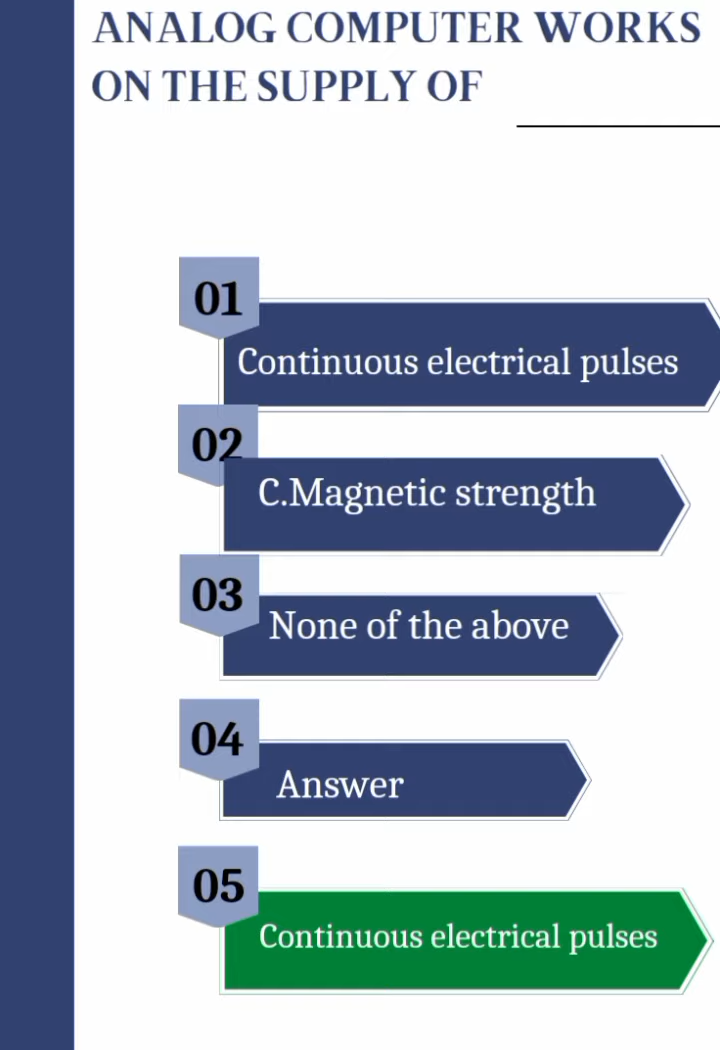 ANALOG COMPUTER WORKS
ON THE SUPPLY OF
01
Continuous electrical pulses
02
C.Magnetic strength
03
None of the above
04
Answer
05
Continuous electrical pulses